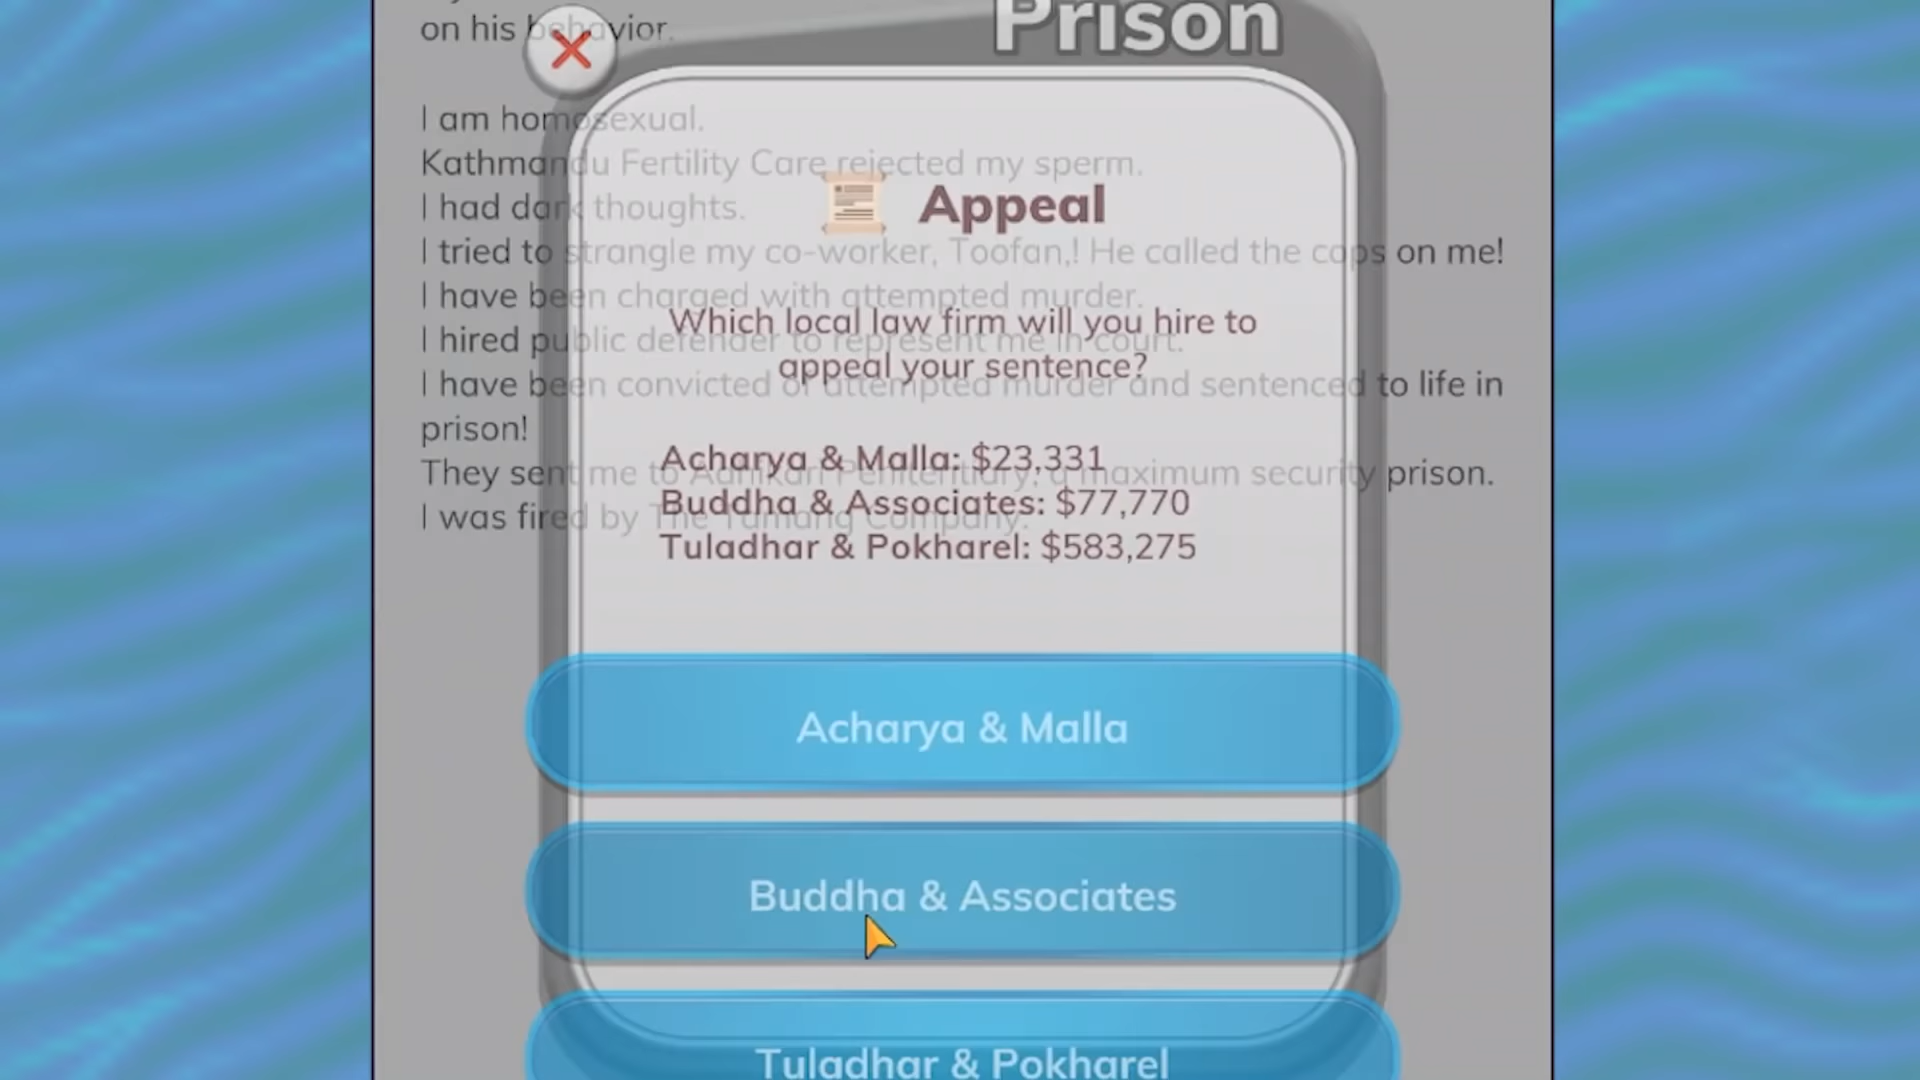 Prison
on his behavior.
I am homosexual.
Kathmandu Fertility Care rejected my sperm.
Appeal
I had dark thoughts.
I tried to strangle my co-worker, Toofan,! He called the cops on me!
I have been charged with attempted murder.
Which local law firm will you hire to
I hired public defender to represent me in court.
appeal your sentence?
I have been convicted of attempted murder and sentenced to life in
prison!
Acharya & Malla: $23,331
They sent me to Penitentiary, a maximum security prison.
Buddha & Associates: $77,770
I was fired by The Tamang Company.
Tuladhar & Pokharel: $583,275
Acharya & Malla
Buddha & Associates
Tuladhar & Pokharel